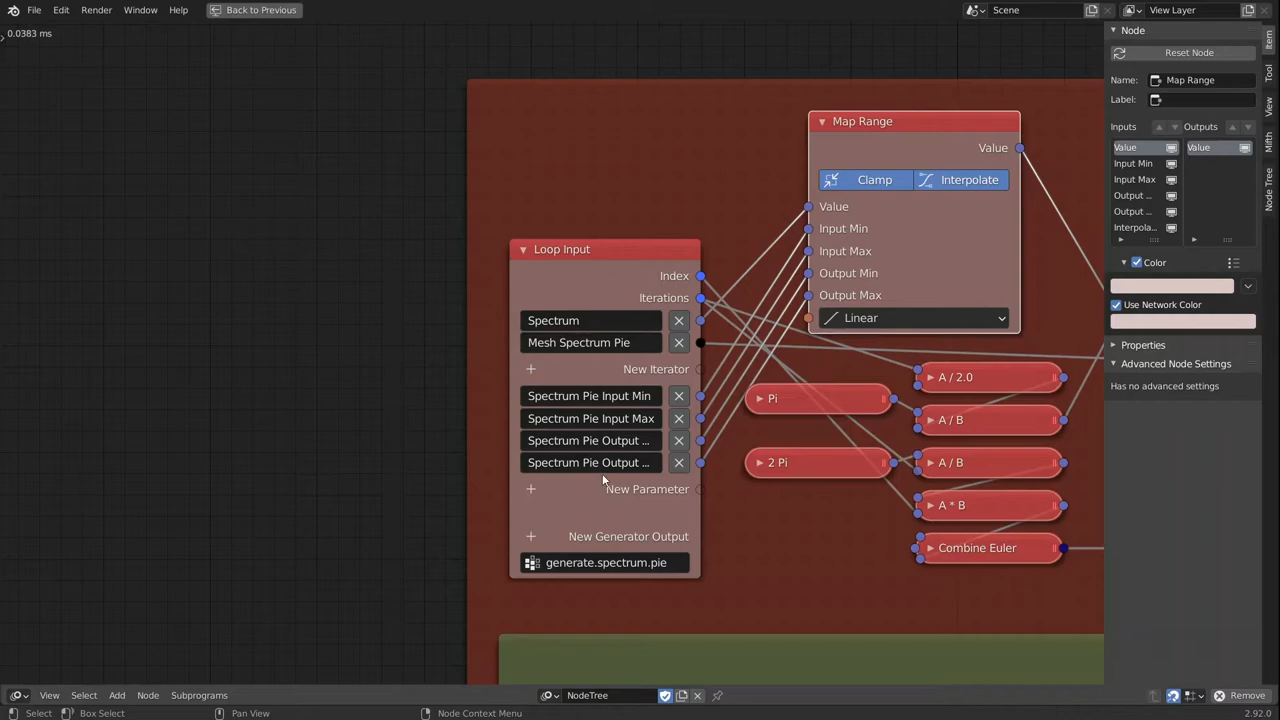 File Edit Render Window Help Back to Previous Scene View Layer
0.0383 ms
Node
Reset Node
Name: Map Range
Label:
Inputs Outputs
Value Value
Input Min
Input Max
Output ...
Output ...
Interpola...
Color
Use Network Color
Properties
Advanced Node Settings
Has no advanced settings
Item
Tool
View
Mifth
Node Tree
Map Range
Value
Clamp Interpolate
Value
Input Min
Input Max
Output Min
Output Max
Linear
Loop Input
Index
Iterations
Spectrum
Mesh Spectrum Pie
New Iterator
Spectrum Pie Input Min
Spectrum Pie Input Max
Spectrum Pie Output ...
Spectrum Pie Output ...
New Parameter
New Generator Output
generate.spectrum.pie
Pi
2 Pi
A / 2.0
A / B
A / B
A * B
Combine Euler
View Select Add Node Subprograms NodeTree Remove
Select Box Select Pan View Node Context Menu 2.92.0